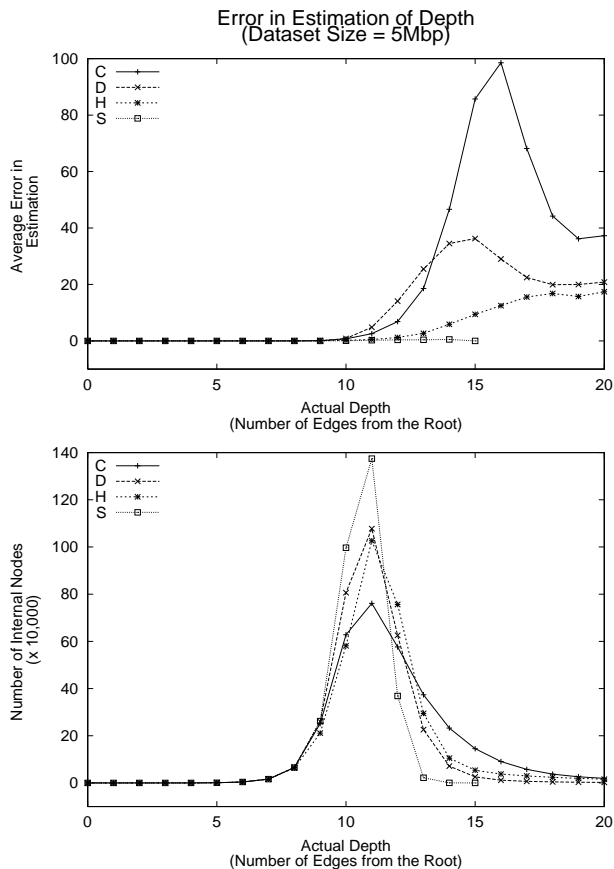 Error in Estimation of Depth
(Dataset Size = 5Mbp)
100
80
60
40
20
0
C
D
H
S
Average Error in
Estimation
0
5
10
15
20
Actual Depth
(Number of Edges from the Root)
140
120
100
80
60
40
20
0
C
D
H
S
Number of Internal Nodes
(x 10,000)
0
5
10
15
20
Actual Depth
(Number of Edges from the Root)